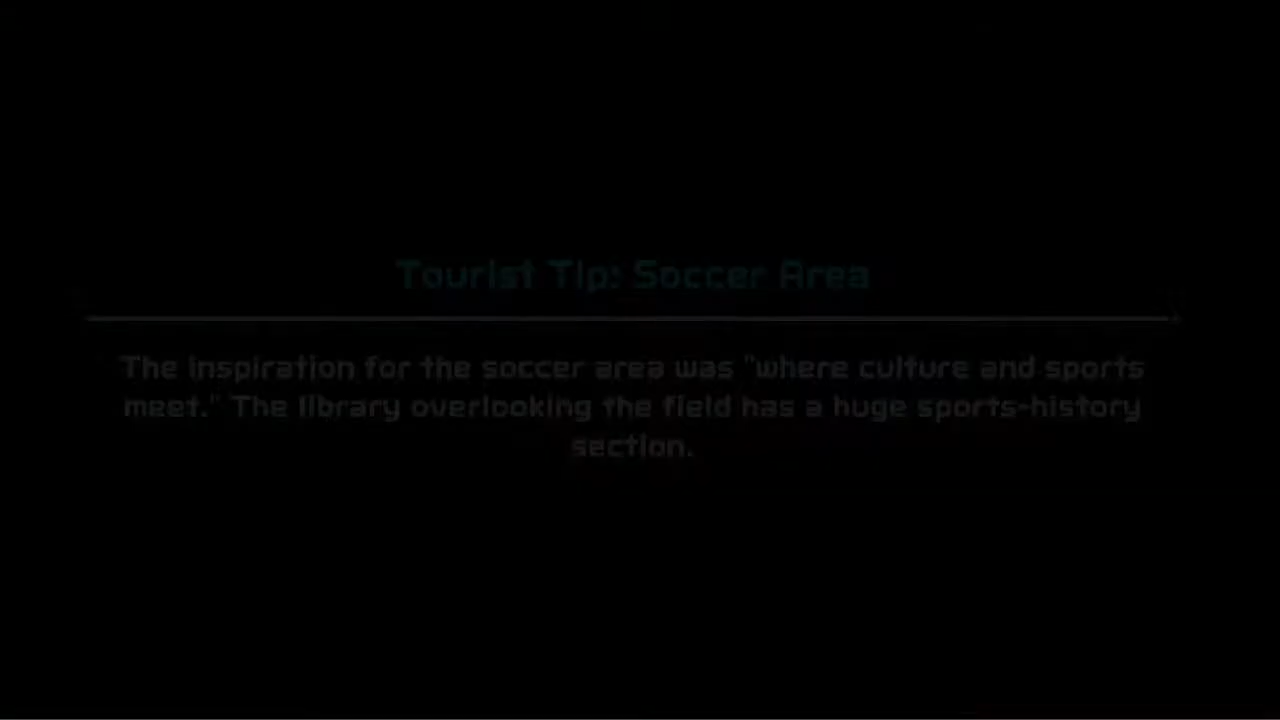 Tourist Tip: Soccer Area
The inspiration for the soccer area was "where culture and sports
meet." The library overlooking the field has a huge sports-history
section.